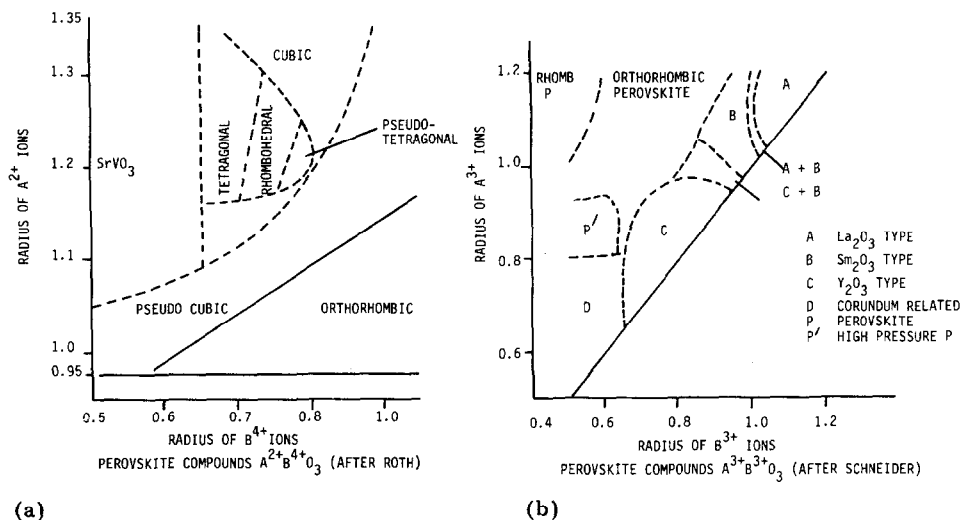 1.35
1.3
1.2
1.1
1.0
0.95
RADIUS OF A2+ IONS
SrVO3
CUBIC
PSEUDO-
TETRAGONAL
TETRAGONAL
RHOMBOHEDRAL
PSEUDO CUBIC
ORTHORHOMBIC
0.5
0.7
0.8
1.0
RADIUS OF B4+ IONS
PEROVSKITE COMPOUNDS A2+B4+O3 (AFTER ROTH)
(a)
1.2
1.0
0.8
0.6
RADIUS OF A3+ IONS
RHOMB
P
ORTHORHOMBIC
PEROVSKITE
B
A
A + B
C + B
P′
C
D
A La2O3 TYPE
B Sm2O3 TYPE
C Y2O3 TYPE
D CORUNDUM RELATED
P PEROVSKITE
P′ HIGH PRESSURE P
0.4
0.6
0.8
1.0
1.2
RADIUS OF B3+ IONS
PEROVSKITE COMPOUNDS A3+B3+O3 (AFTER SCHNEIDER)
(b)